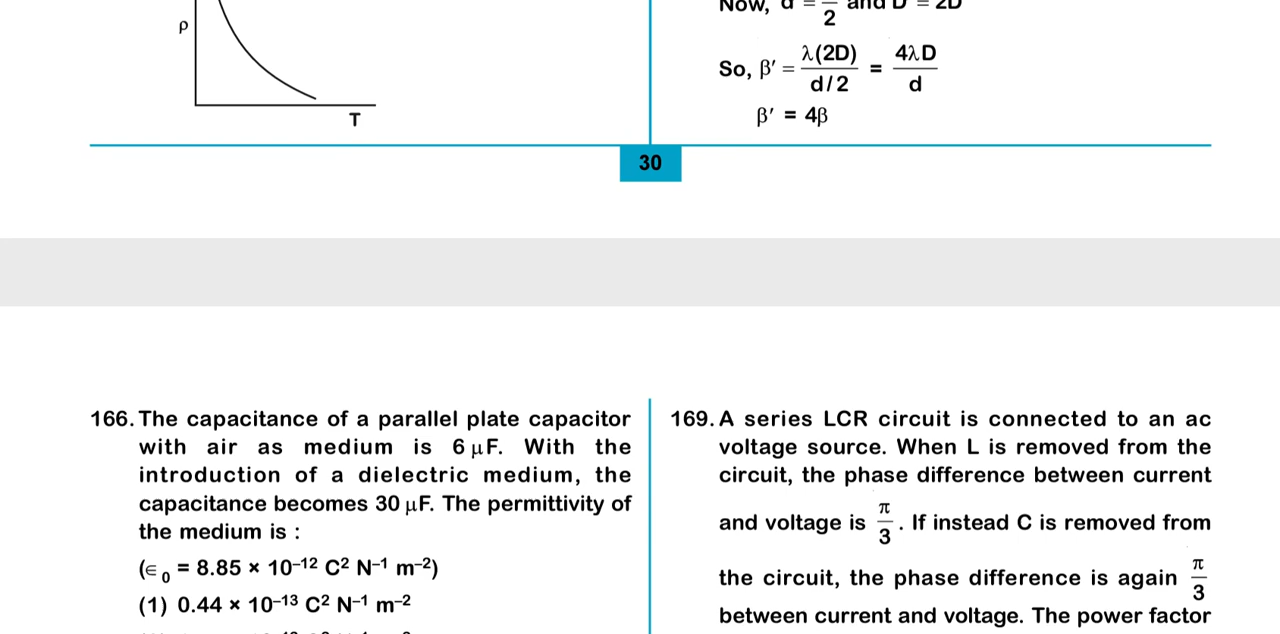 ρ
T
Now, d' = d/2 and D' = 2D
So, β′ = λ(2D)/(d/2) = 4λD/d
β′ = 4β
30
166. The capacitance of a parallel plate capacitor
with air as medium is 6 μF. With the
introduction of a dielectric medium, the
capacitance becomes 30 μF. The permittivity of
the medium is :
(∈₀ = 8.85 × 10⁻¹² C² N⁻¹ m⁻²)
(1) 0.44 × 10⁻¹³ C² N⁻¹ m⁻²
169. A series LCR circuit is connected to an ac
voltage source. When L is removed from the
circuit, the phase difference between current
and voltage is π/3. If instead C is removed from
the circuit, the phase difference is again π/3
between current and voltage. The power factor